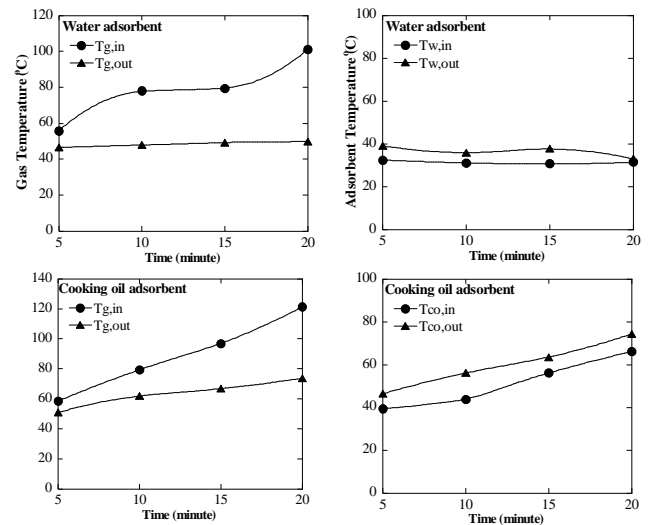 120
100
80
60
40
20
0
Gas Temperature (°C)
Water adsorbent
Tg,in
Tg,out
5 10 15 20
Time (minute)
100
80
60
40
20
0
Adsorbent Temperature (°C)
Water adsorbent
Tw,in
Tw,out
5 10 15 20
Time (minute)
140
120
100
80
60
40
20
0
Cooking oil adsorbent
Tg,in
Tg,out
5 10 15 20
Time (minute)
100
80
60
40
20
0
Cooking oil adsorbent
Tco,in
Tco,out
5 10 15 20
Time (minute)